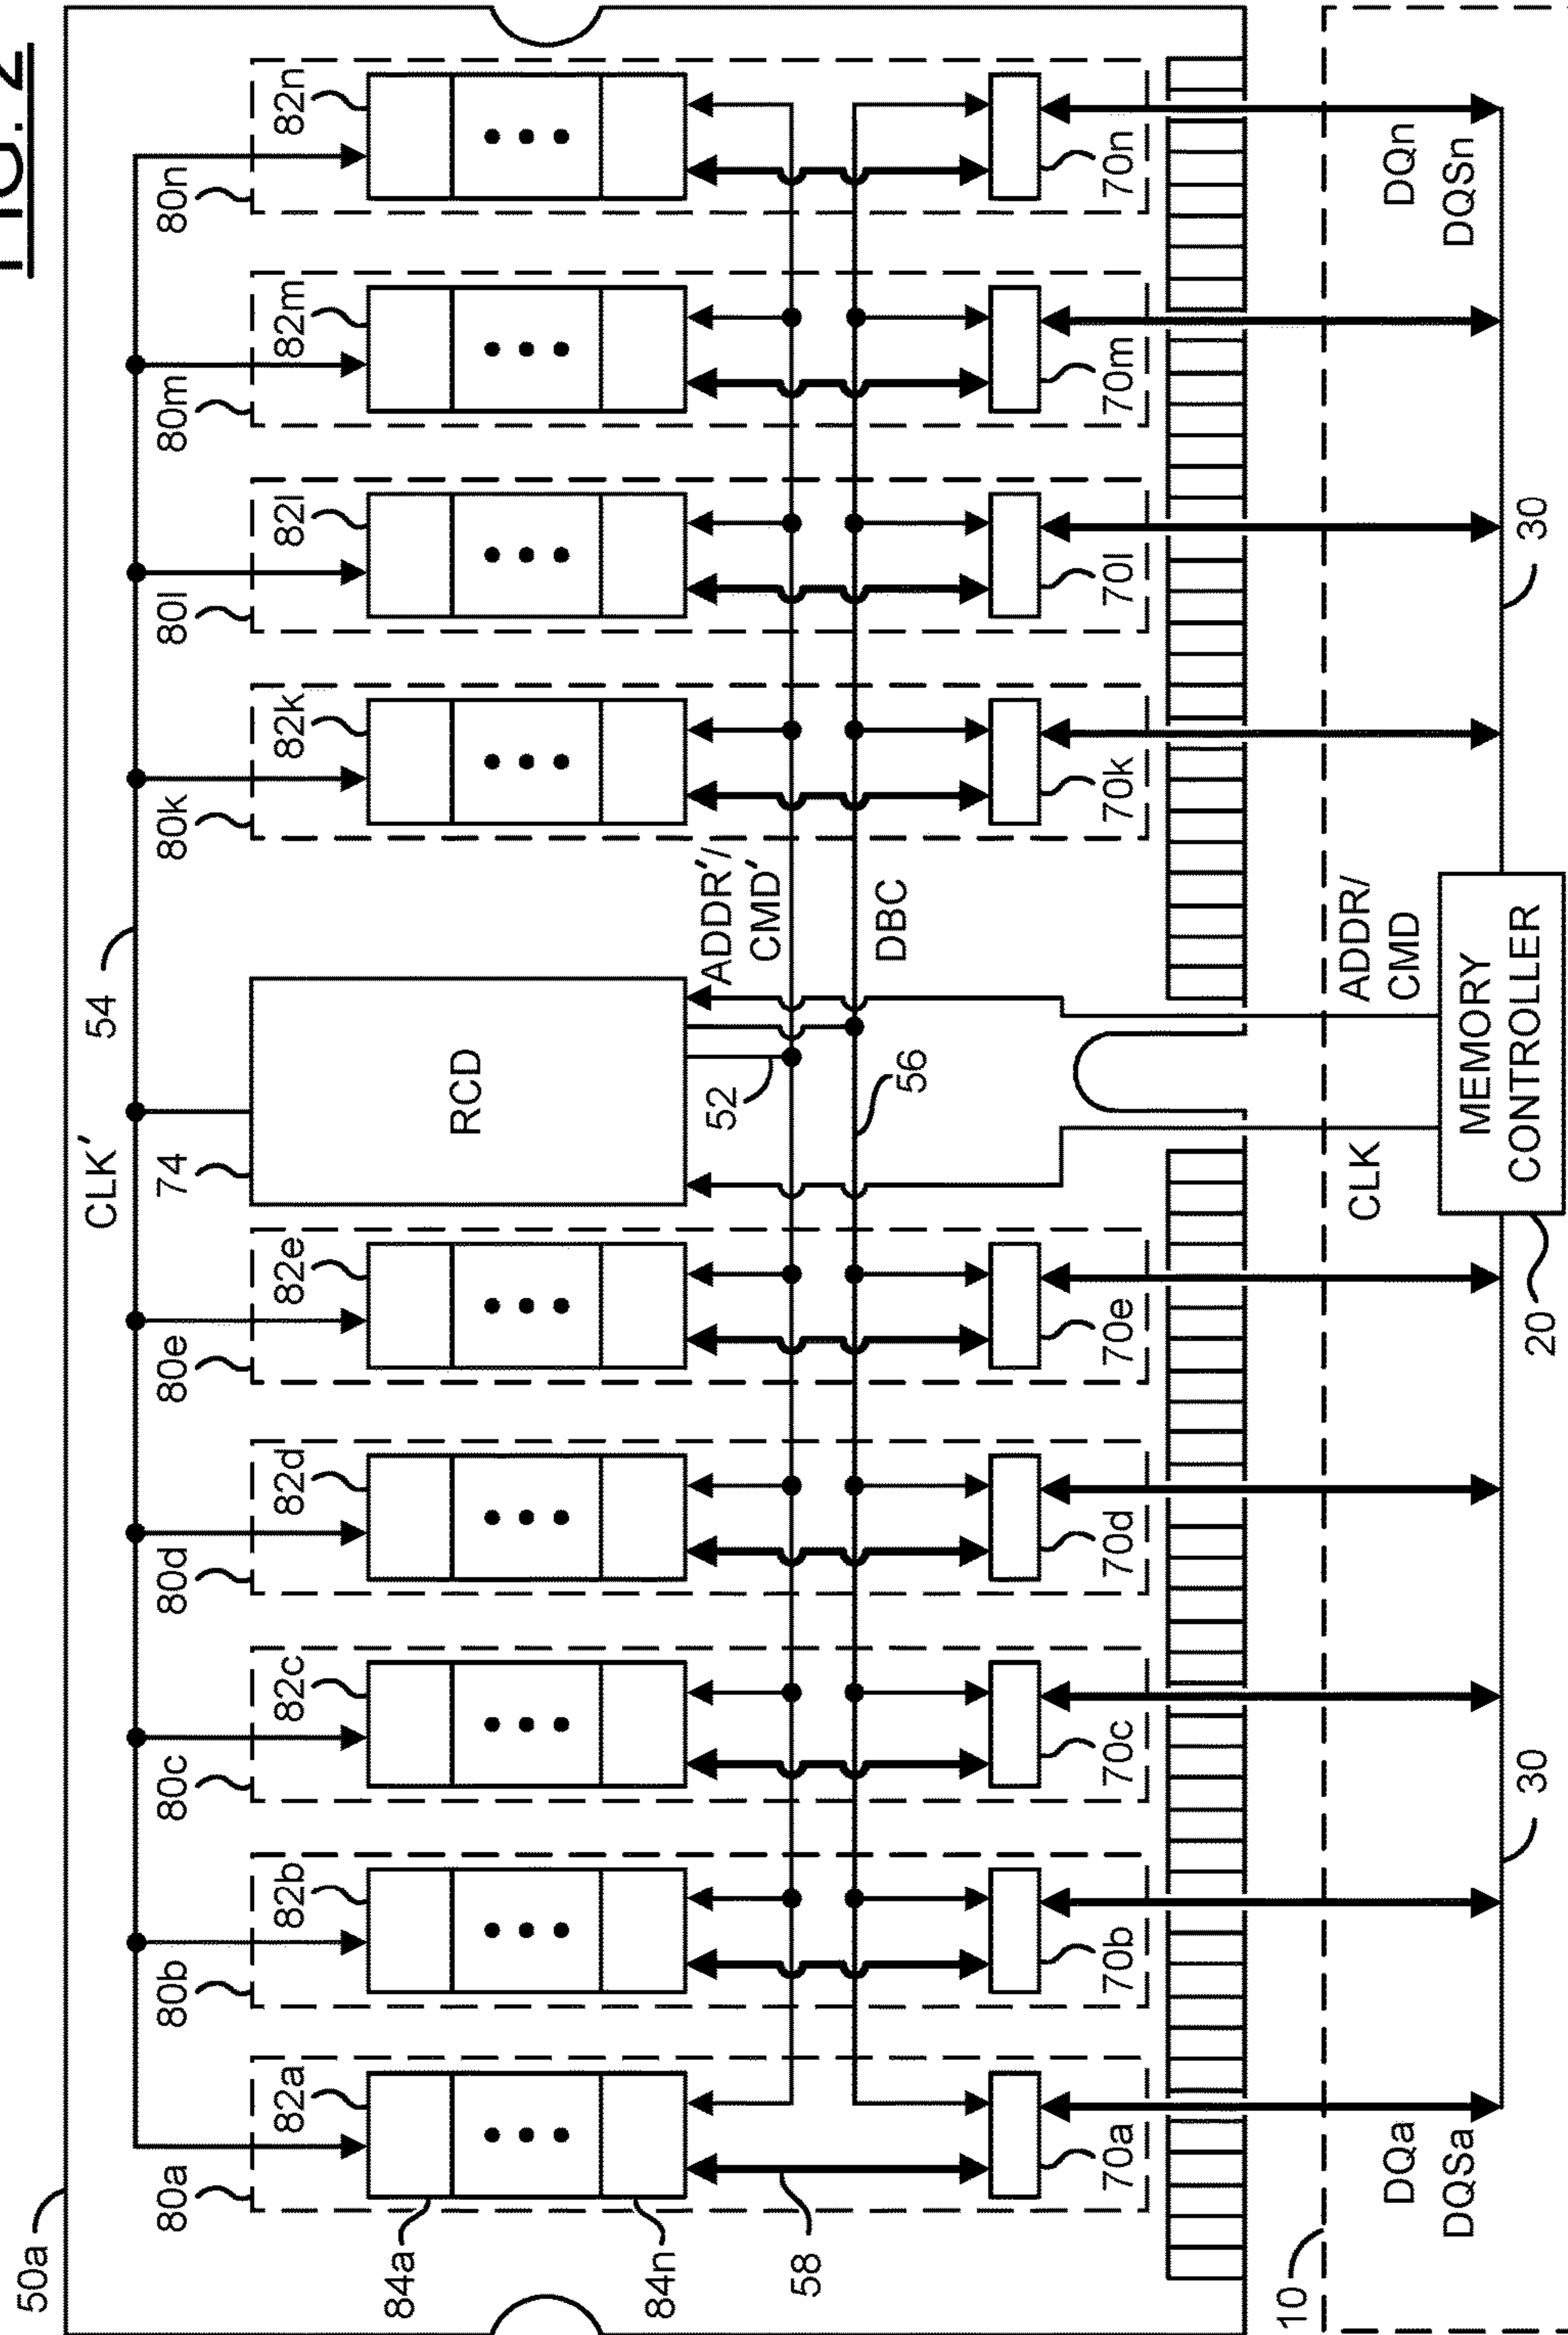 FIG. 2
50a
CLK′
54
74
80a
80b
80c
80d
80e
80k
80l
80m
80n
82a
82b
82c
82d
82e
82k
82l
82m
82n
84a
84n
RCD
52
ADDR′/
CMD′
58
56
DBC
70a
70b
70c
70d
70e
70k
70l
70m
70n
10
DQa
DQSa
CLK
ADDR/
CMD
DQn
DQSn
30
20
MEMORY
CONTROLLER
30